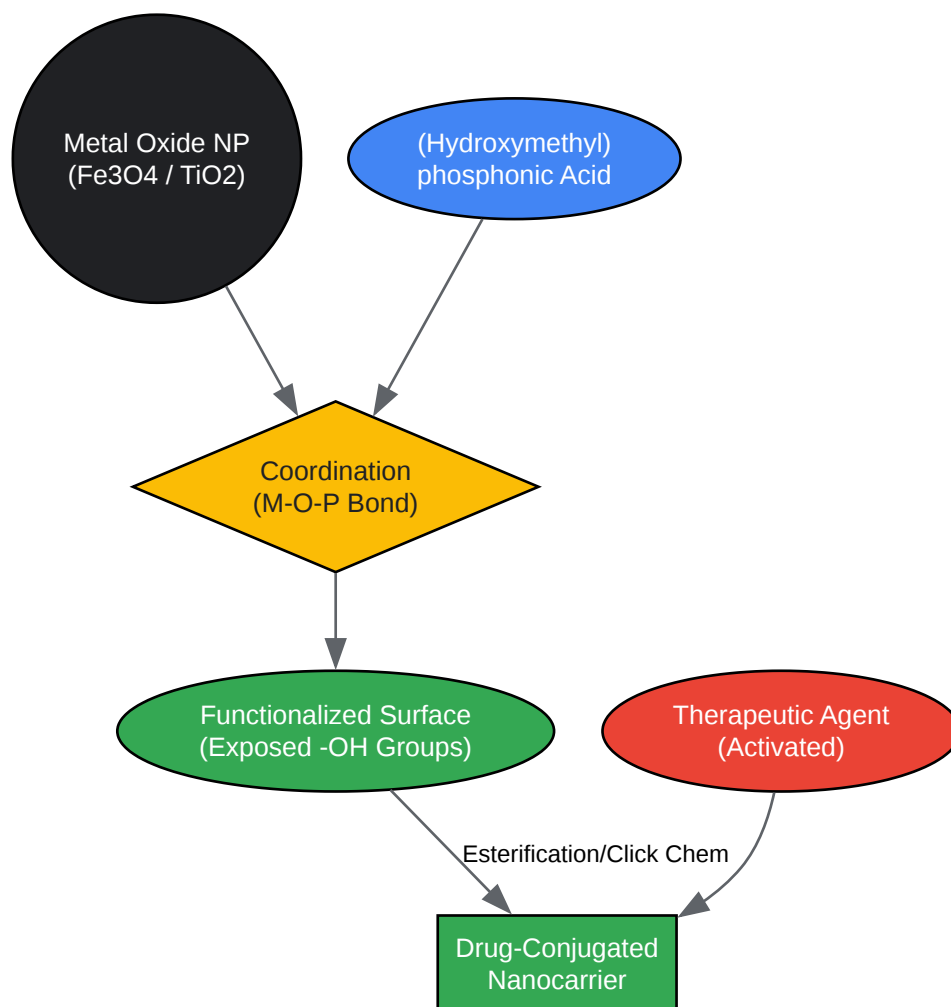 Metal Oxide NP
(Fe3O4 / TiO2)
(Hydroxymethyl)
phosphonic Acid
Coordination
(M-O-P Bond)
Functionalized Surface
(Exposed -OH Groups)
Therapeutic Agent
(Activated)
Esterification/Click Chem
Drug-Conjugated
Nanocarrier